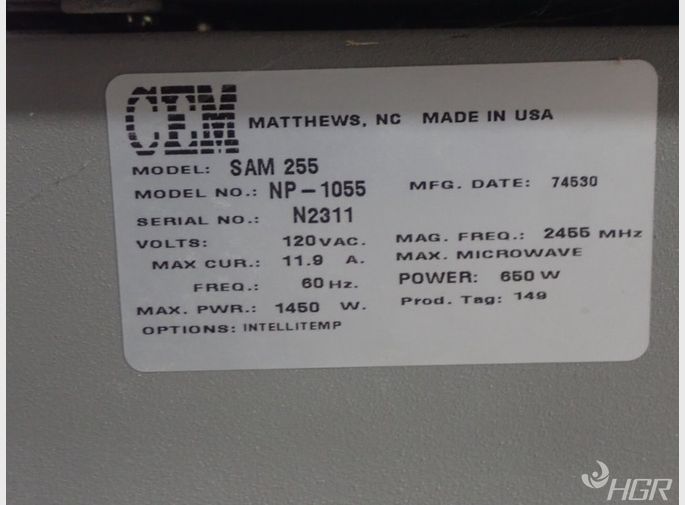 CEM MATTHEWS, NC MADE IN USA
MODEL: SAM 255
MODEL NO.: NP-1055 MFG. DATE: 74530
SERIAL NO.: N2311
VOLTS: 120VAC. MAG. FREQ.: 2455 MHz
MAX CUR.: 11.9 A. MAX. MICROWAVE
FREQ.: 60 Hz. POWER: 650 W
MAX. PWR.: 1450 W. Prod. Tag: 149
OPTIONS: INTELLITEMP
HGR